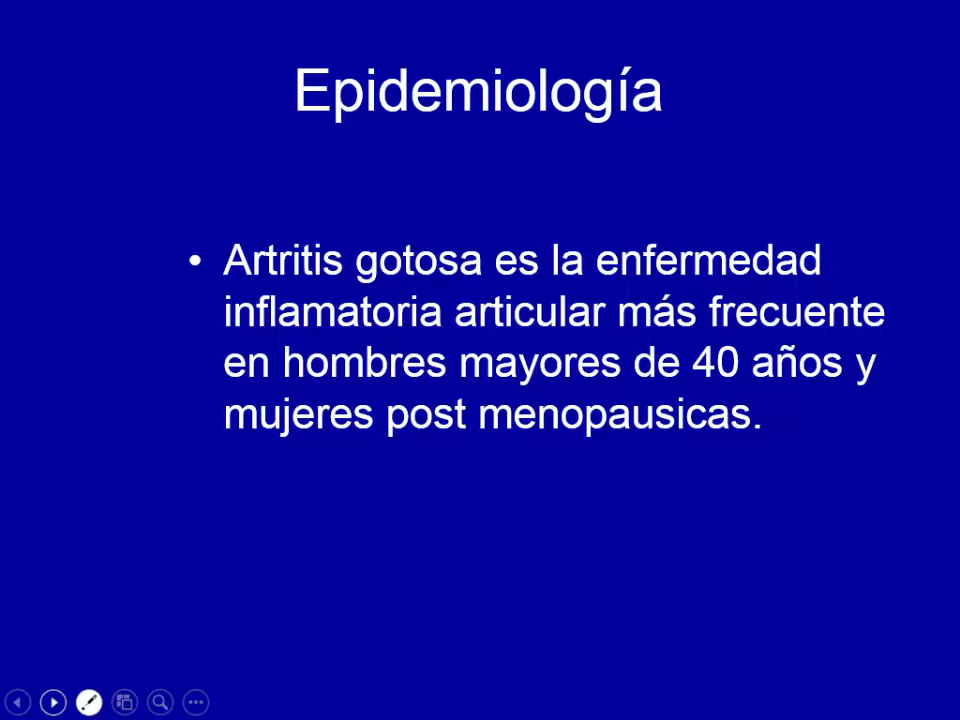 Epidemiología
• Artritis gotosa es la enfermedad
inflamatoria articular más frecuente
en hombres mayores de 40 años y
mujeres post menopausicas.